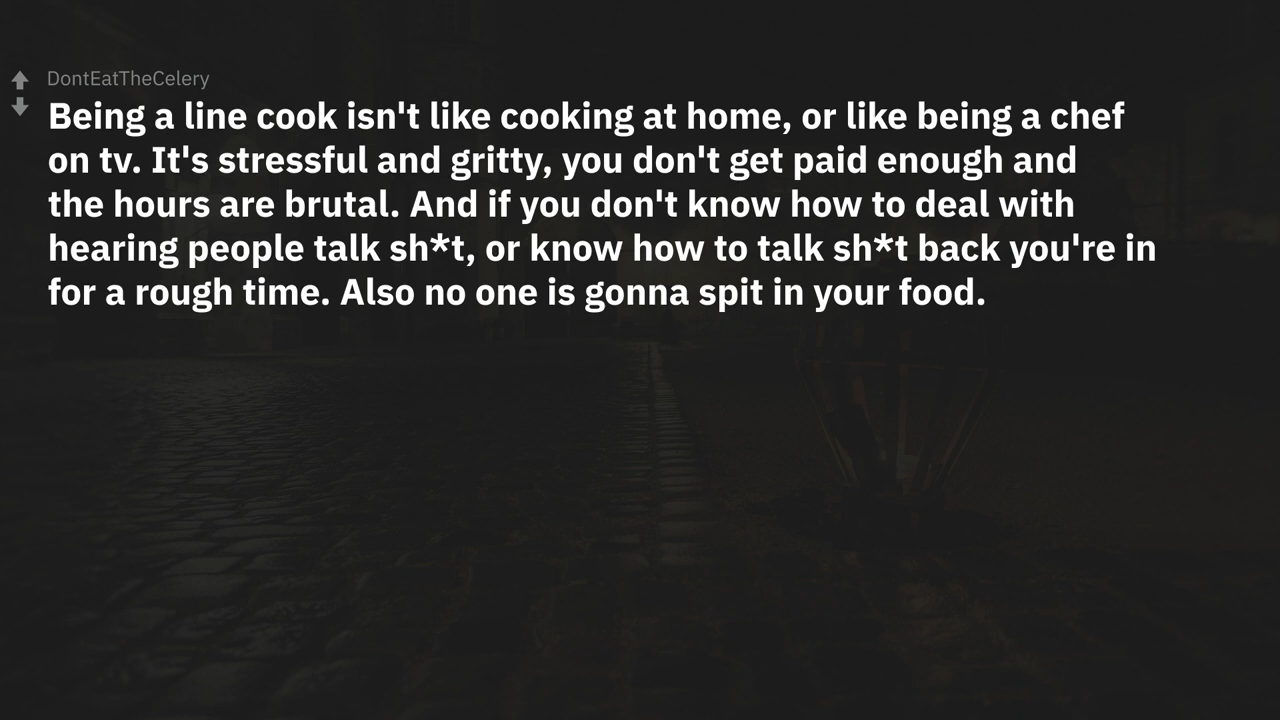 DontEatTheCelery
Being a line cook isn't like cooking at home, or like being a chef
on tv. It's stressful and gritty, you don't get paid enough and
the hours are brutal. And if you don't know how to deal with
hearing people talk sh*t, or know how to talk sh*t back you're in
for a rough time. Also no one is gonna spit in your food.